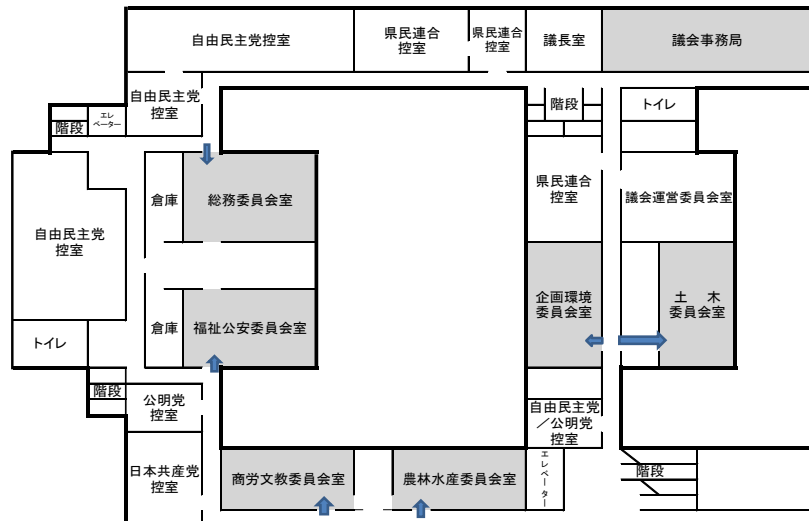 自由民主党控室
県民連合
控室
県民連合
控室
議長室
議会事務局
自由民主党
控室
エレ
ベーター
階段
階段
トイレ
倉庫
総務委員会室
県民連合
控室
議会運営委員会室
自由民主党
控室
企画環境
委員会室
土　木
委員会室
倉庫
福祉公安委員会室
トイレ
階段
公明党
控室
自由民主党
／公明党
控室
日本共産党
控室
商労文教委員会室
農林水産委員会室
エレベーター
階段